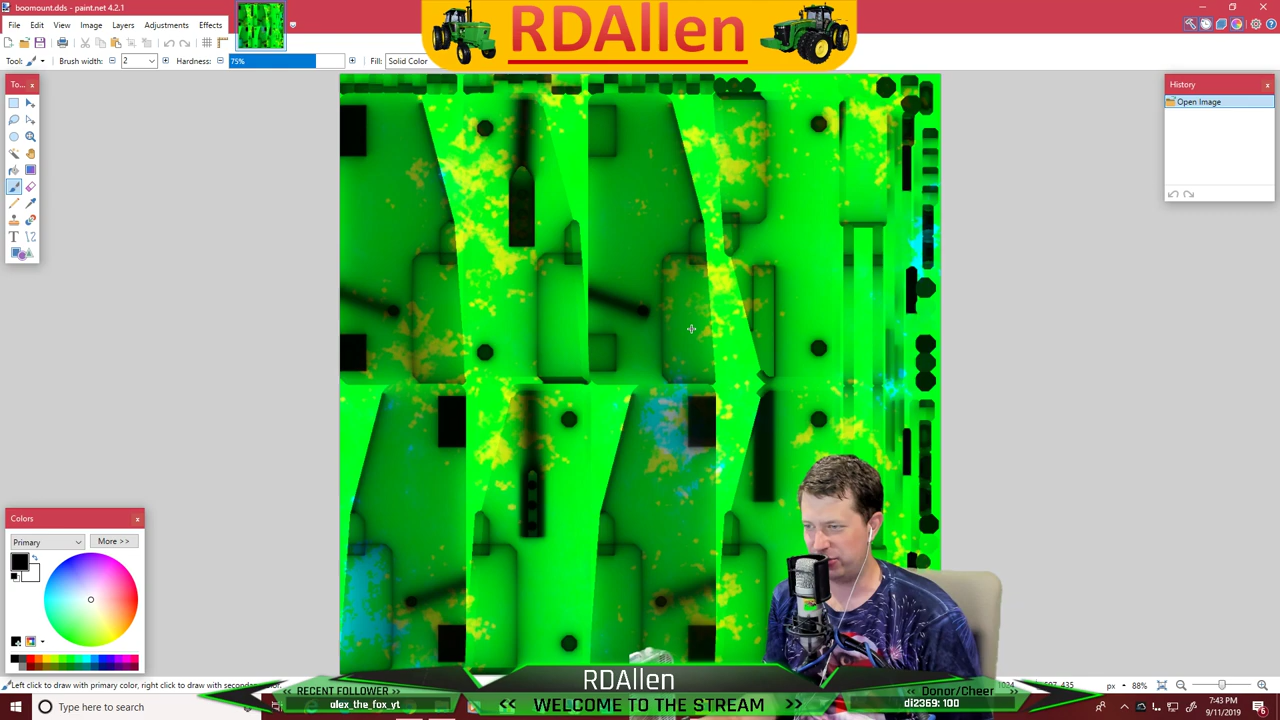 boomount.dds - paint.net 4.2.1
File Edit View Image Layers Adjustments Effects
RDAllen
Tool: Brush width: 2 Hardness: 75% Fill: Solid Color
To... x
History x
Open Image
Colors x
Primary More >>
RDAllen
Left click to draw with primary color, right click to draw with secondary
px 88%
<< RECENT FOLLOWER >>
alex_the_fox_yt
<< WELCOME TO THE STREAM >>
<< Donor/Cheer >>
di2369: 100
Type here to search
7:43 PM
9/11/2019